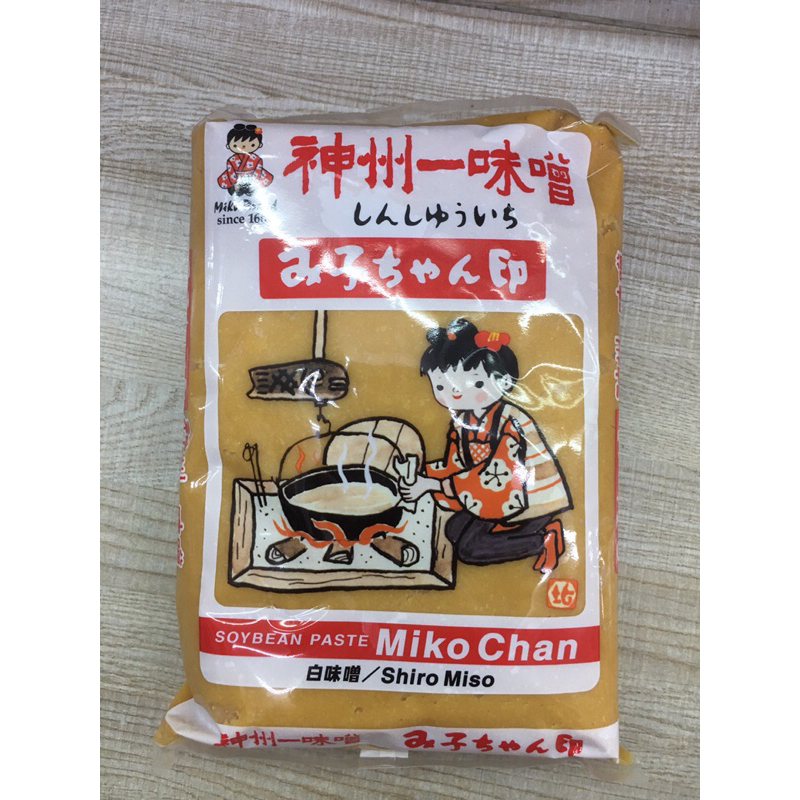 神州一味噌
しんしゅういち
Miko
since
み子ちゃん印
SOYBEAN PASTE Miko Chan
白味噌/Shiro Miso
神州一味噌 み子ちゃん印